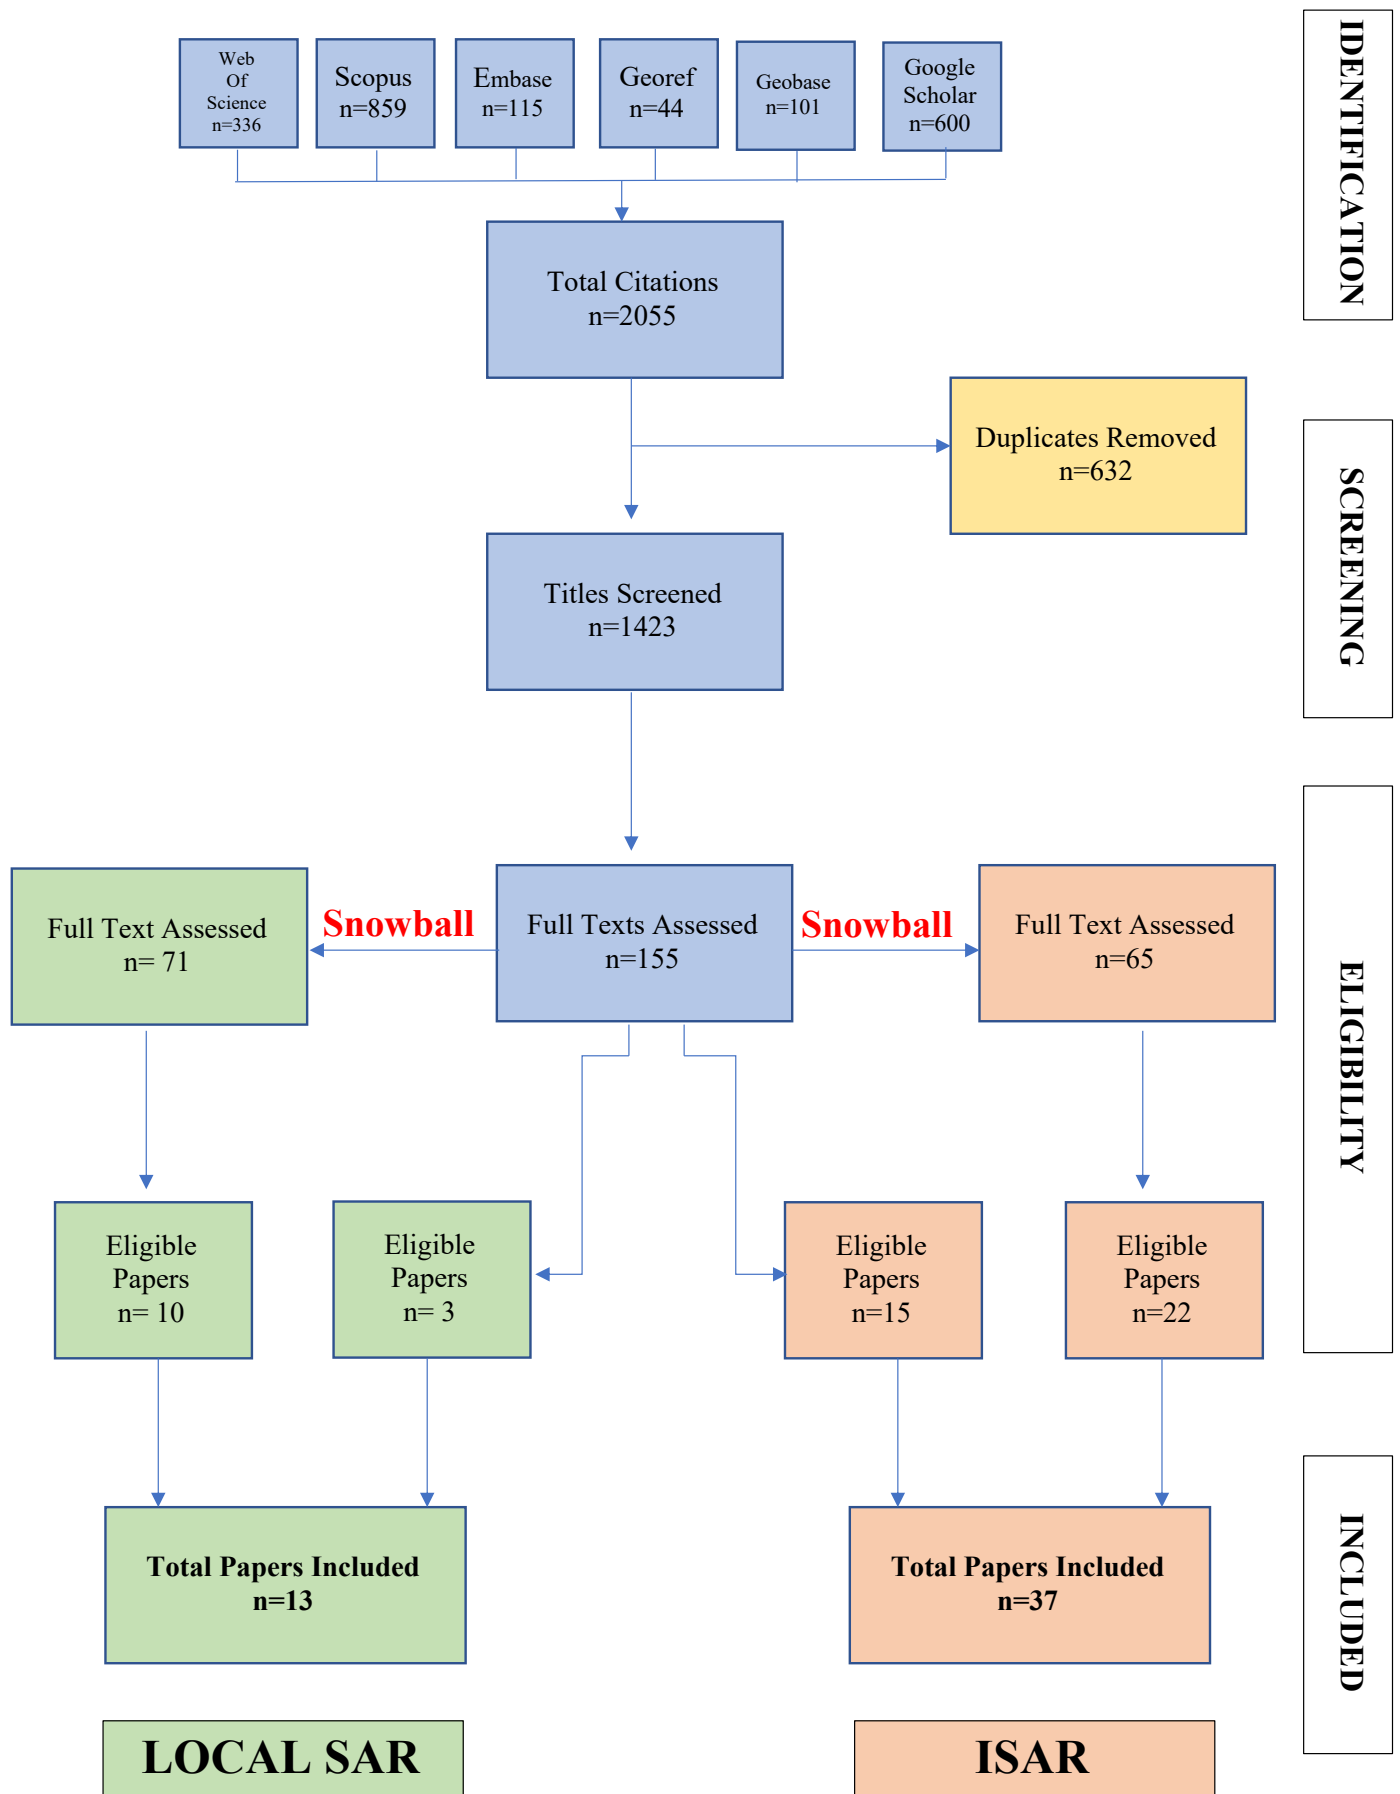 IDENTIFICATION
Web
Of
Science
n=336
Scopus
n=859
Embase
n=115
Georef
n=44
Geobase
n=101
Google
Scholar
n=600
Total Citations
n=2055
Duplicates Removed
n=632
SCREENING
Titles Screened
n=1423
ELIGIBILITY
Full Text Assessed
n= 71
Snowball
Full Texts Assessed
n=155
Snowball
Full Text Assessed
n=65
Eligible
Papers
n= 10
Eligible
Papers
n= 3
Eligible
Papers
n=15
Eligible
Papers
n=22
INCLUDED
Total Papers Included
n=13
Total Papers Included
n=37
LOCAL SAR
ISAR